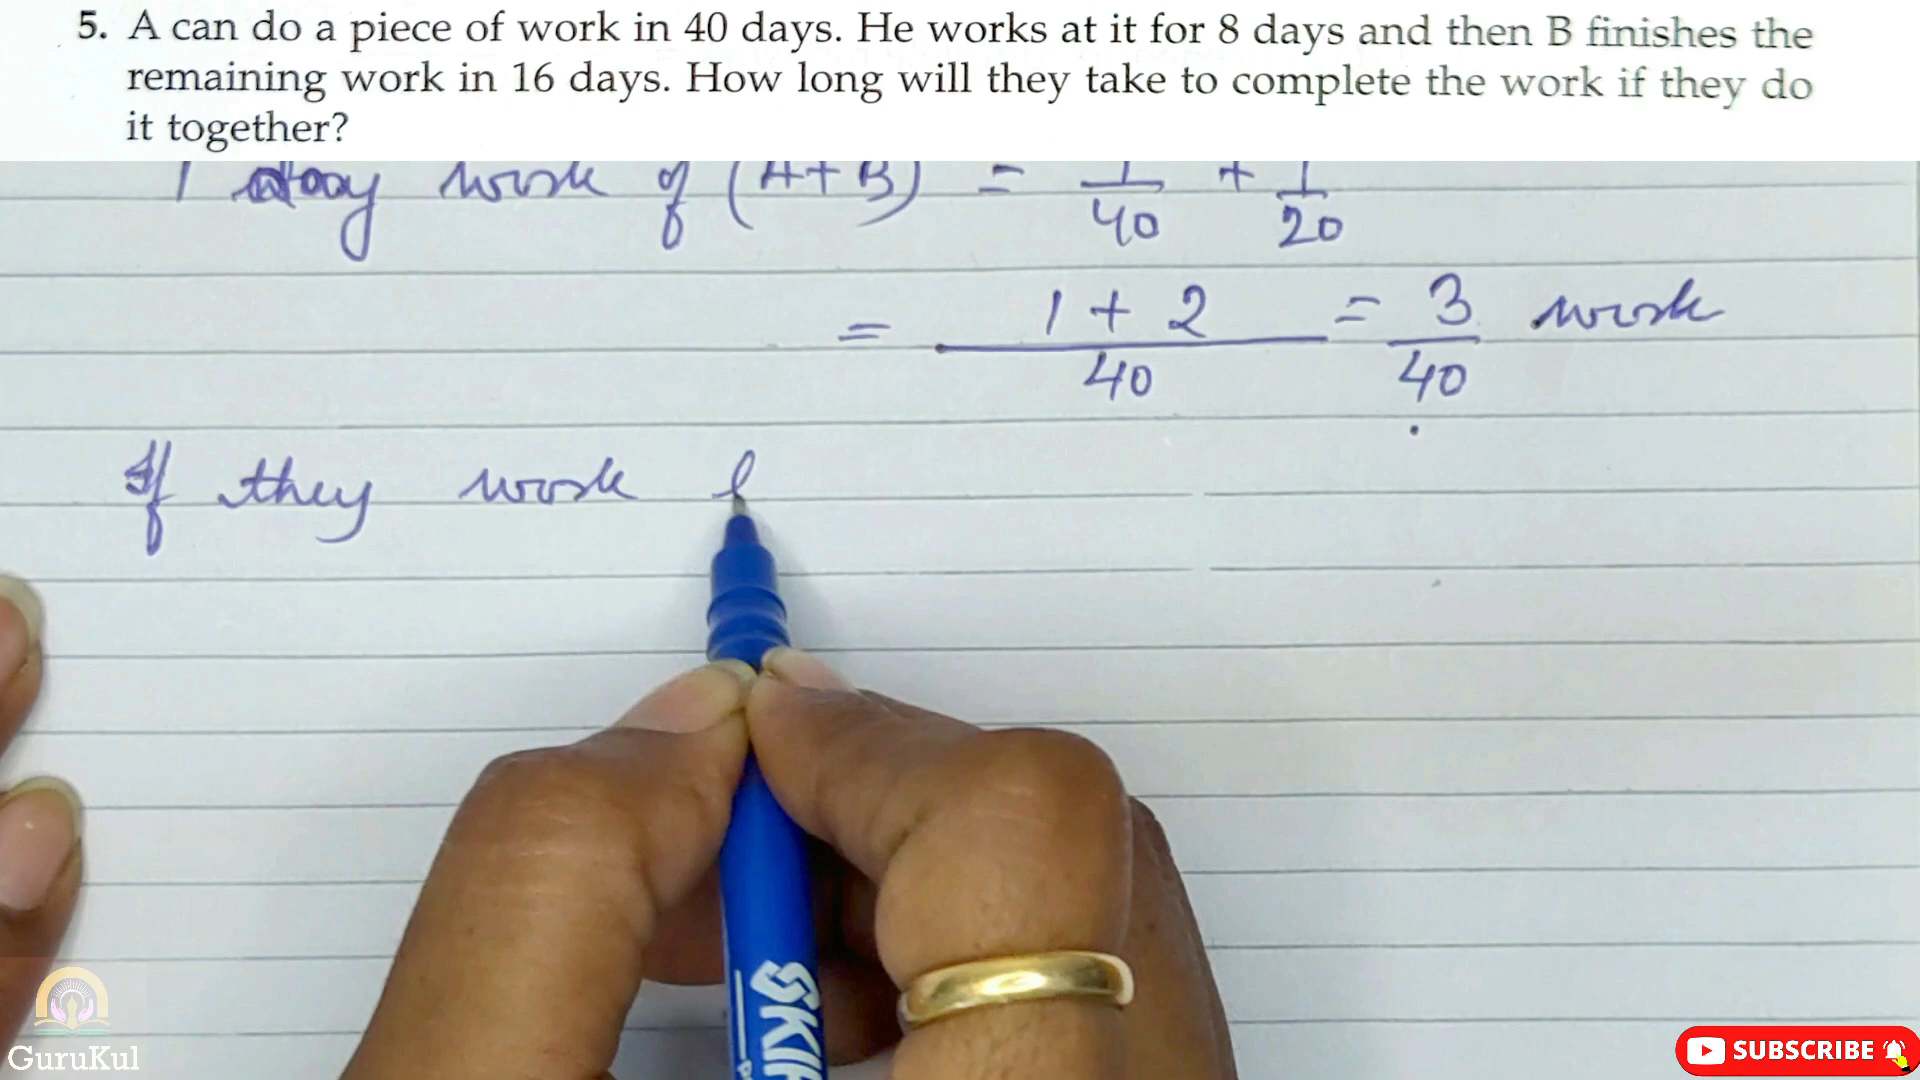 5. A can do a piece of work in 40 days. He works at it for 8 days and then B finishes the
remaining work in 16 days. How long will they take to complete the work if they do
it together?
1 day work of (A+B) = 1/40 + 1/20
= 1 + 2/40 = 3/40 work
If they work
SKIP
GuruKul
SUBSCRIBE